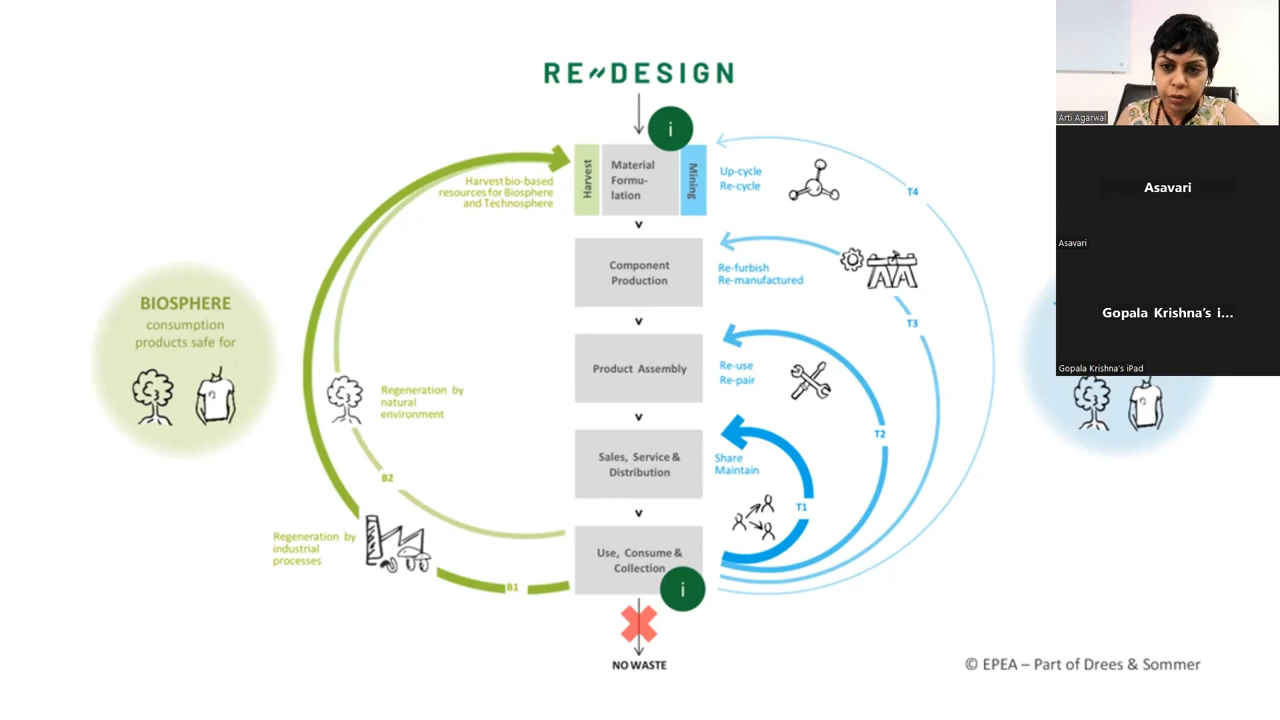 RE//DESIGN
i
Harvest bio-based
resources for Biosphere
and Technosphere
Harvest
Material
Formu-
lation
Mining
Up-cycle
Re-cycle
T4
Component
Production
Re-furbish
Re-manufactured
T3
BIOSPHERE
consumption
products safe for
Product Assembly
Re-use
Re-pair
T2
Regeneration by
natural
environment
B2
Sales, Service &
Distribution
Share
Maintain
T1
Regeneration by
industrial
processes
B1
Use, Consume &
Collection
i
NO WASTE
© EPEA – Part of Drees & Sommer
Arti Agarwal
Asavari
Asavari
Gopala Krishna's i...
Gopala Krishna's iPad